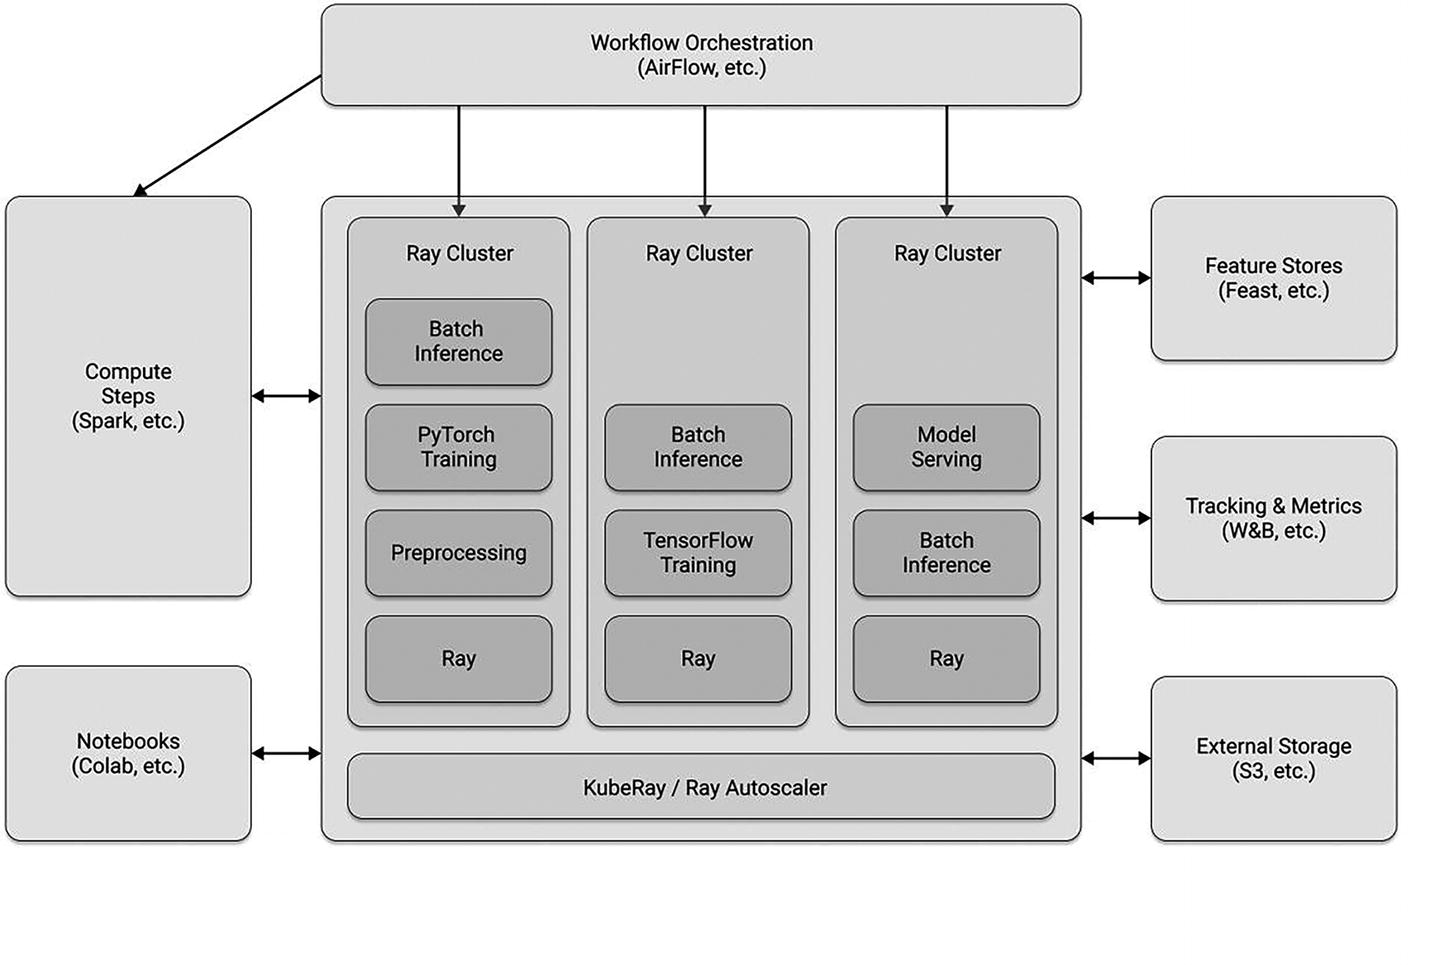 Workflow Orchestration
(AirFlow, etc.)
Compute
Steps
(Spark, etc.)
Notebooks
(Colab, etc.)
Ray Cluster
Batch
Inference
PyTorch
Training
Preprocessing
Ray
Ray Cluster
Batch
Inference
TensorFlow
Training
Ray
Ray Cluster
Model
Serving
Batch
Inference
Ray
KubeRay / Ray Autoscaler
Feature Stores
(Feast, etc.)
Tracking & Metrics
(W&B, etc.)
External Storage
(S3, etc.)